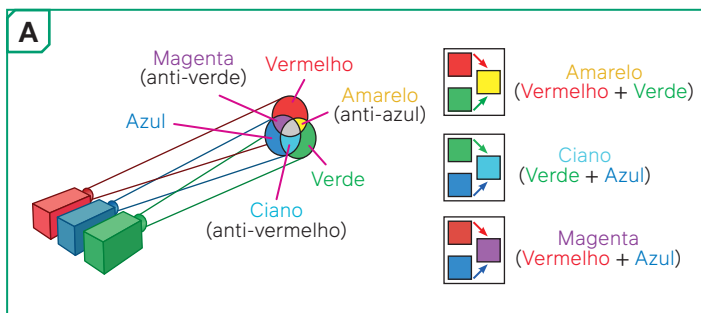 A
Magenta
(anti-verde)
Vermelho
Amarelo
(anti-azul)
Azul
Verde
Ciano
(anti-vermelho)
Amarelo
(Vermelho + Verde)
Ciano
(Verde + Azul)
Magenta
(Vermelho + Azul)